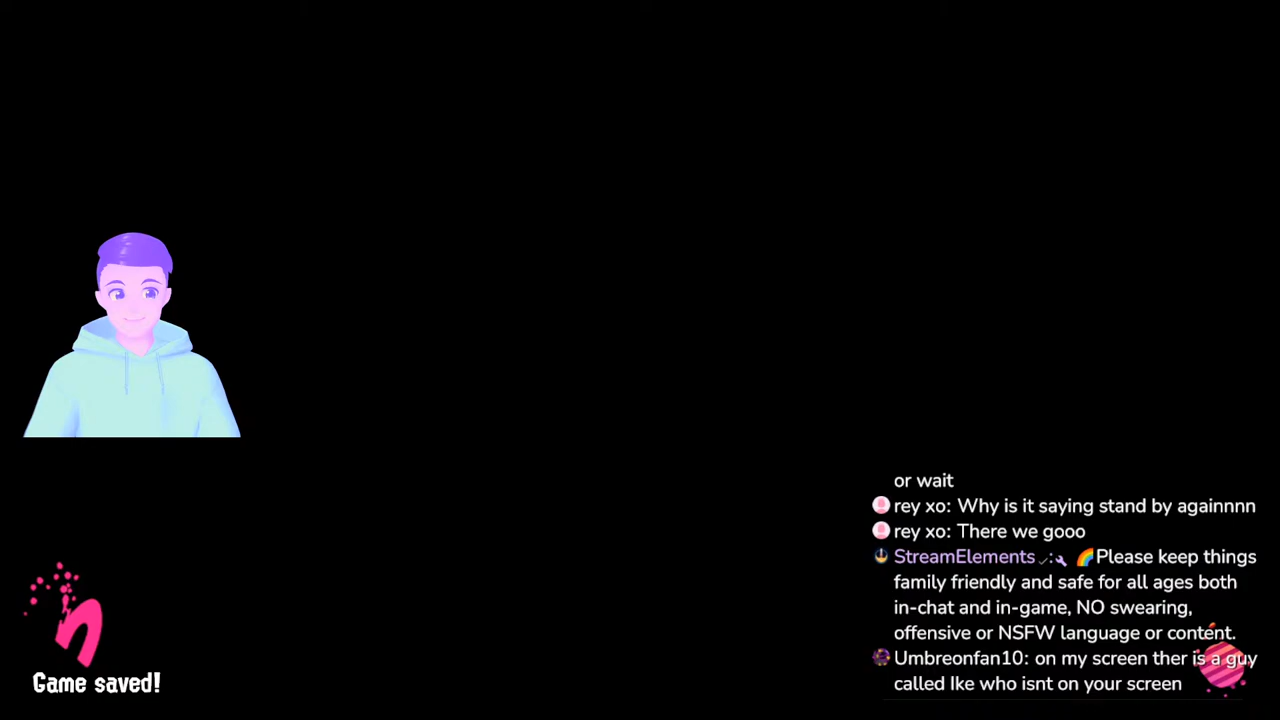 or wait
rey xo: Why is it saying stand by againnnn
rey xo: There we gooo
StreamElements: 🌈Please keep things
family friendly and safe for all ages both
in-chat and in-game, NO swearing,
offensive or NSFW language or content.
Umbreonfan10: on my screen ther is a guy
called Ike who isnt on your screen
Game saved!